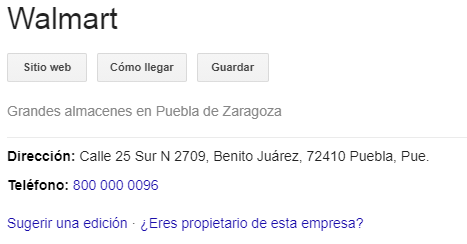 Walmart
Sitio web Cómo llegar Guardar
Grandes almacenes en Puebla de Zaragoza
Dirección: Calle 25 Sur N 2709, Benito Juárez, 72410 Puebla, Pue.
Teléfono: 800 000 0096
Sugerir una edición · ¿Eres propietario de esta empresa?